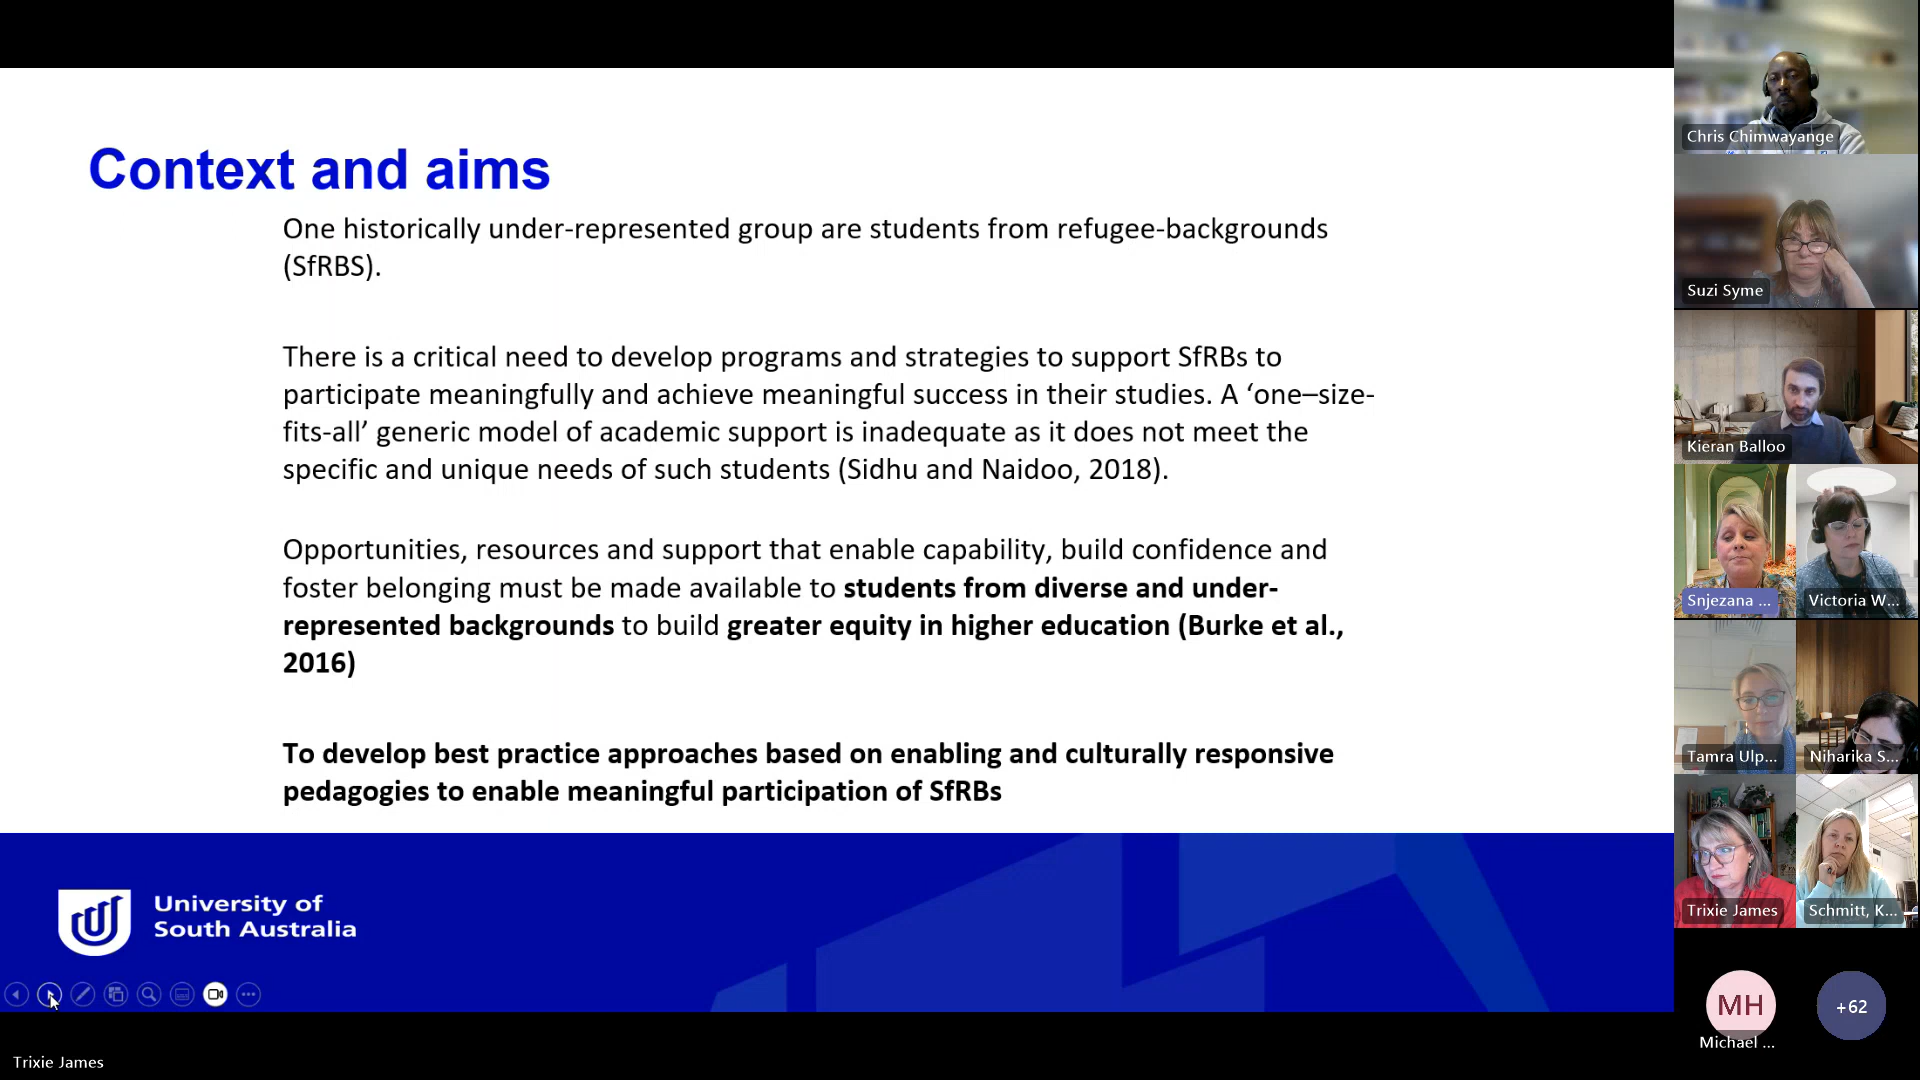 Context and aims
One historically under-represented group are students from refugee-backgrounds
(SfRBS).
There is a critical need to develop programs and strategies to support SfRBs to
participate meaningfully and achieve meaningful success in their studies. A ‘one–size-
fits-all’ generic model of academic support is inadequate as it does not meet the
specific and unique needs of such students (Sidhu and Naidoo, 2018).
Opportunities, resources and support that enable capability, build confidence and
foster belonging must be made available to students from diverse and under-
represented backgrounds to build greater equity in higher education (Burke et al.,
2016)
To develop best practice approaches based on enabling and culturally responsive
pedagogies to enable meaningful participation of SfRBs
University of
South Australia
Trixie James
Chris Chimwayange
Suzi Syme
Kieran Balloo
Snjezana ...
Victoria W...
Tamra Ulp...
Niharika S...
Trixie James
Schmitt, K...
MH
Michael ...
+62